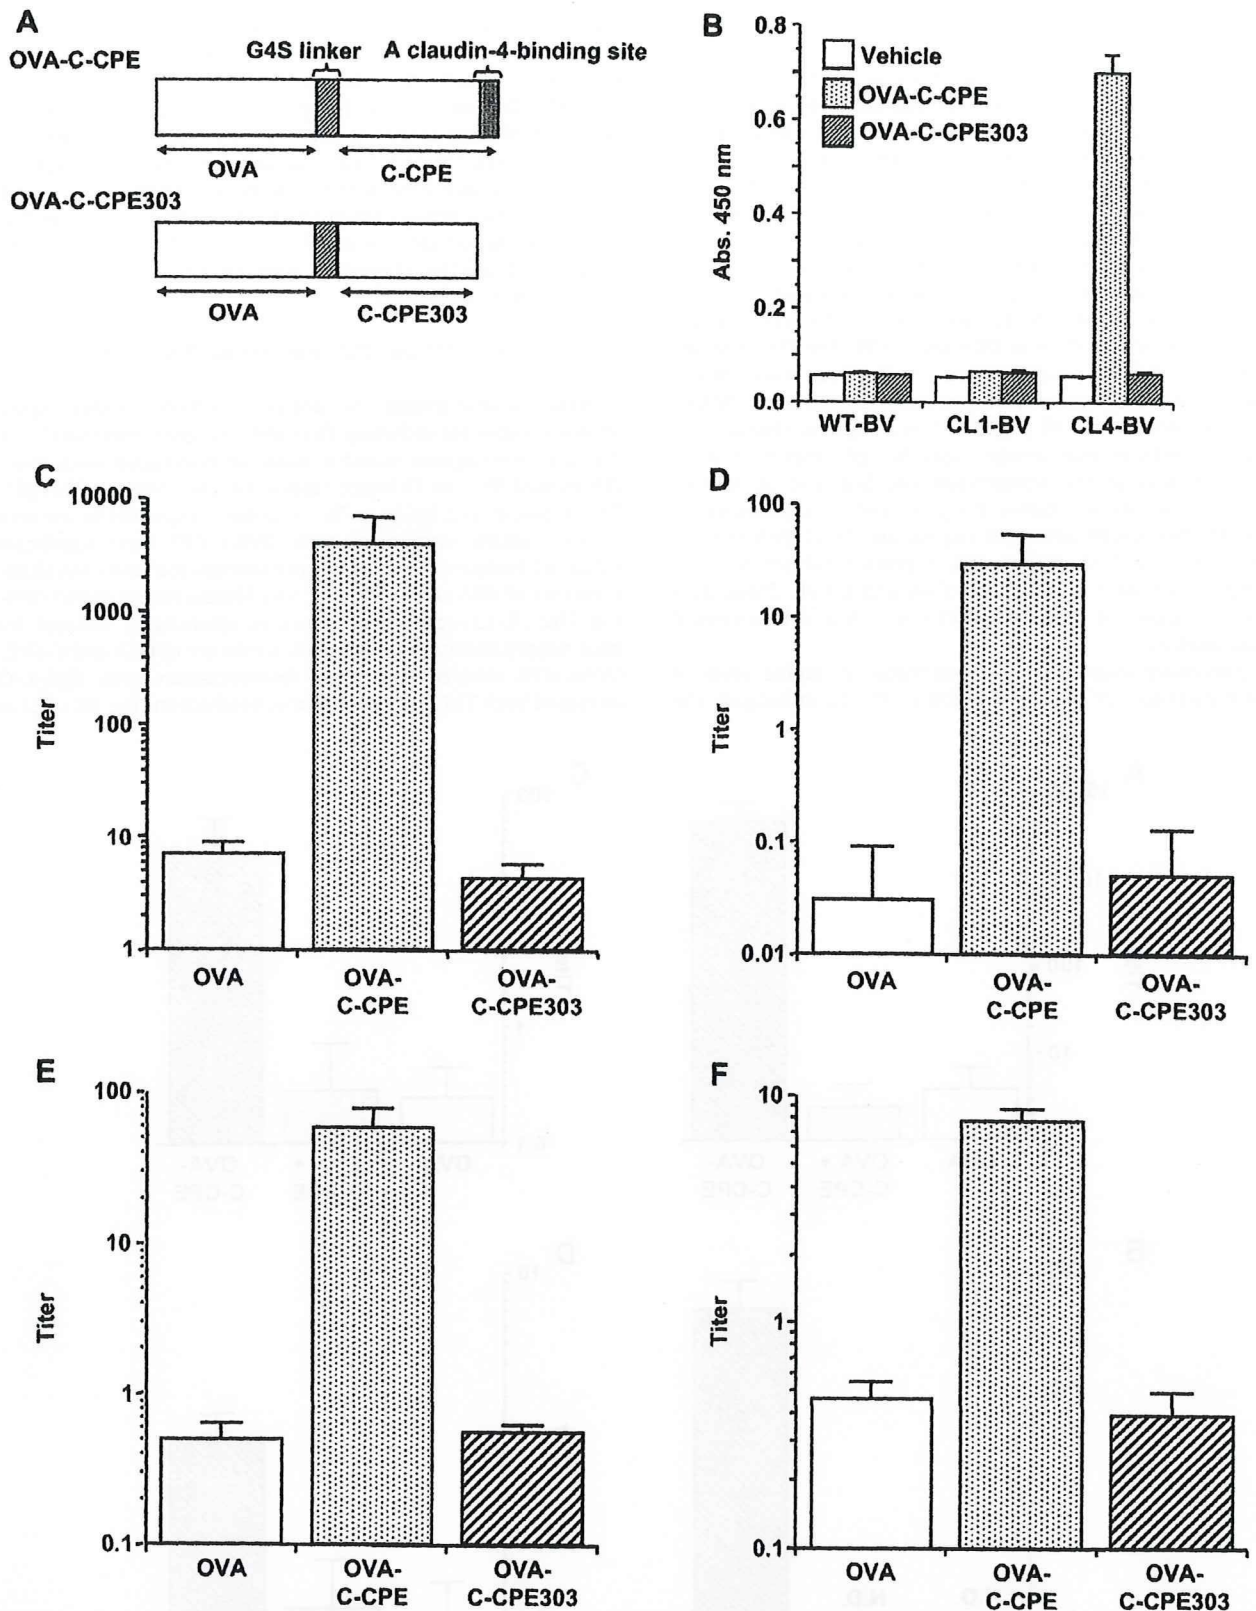 A
OVA-C-CPE
G4S linker
A claudin-4-binding site
OVA
C-CPE
OVA-C-CPE303
OVA
C-CPE303
B
Vehicle
OVA-C-CPE
OVA-C-CPE303
Abs. 450 nm
0.8
0.6
0.4
0.2
0.0
WT-BV
CL1-BV
CL4-BV
C
Titer
10000
1000
100
10
1
OVA
OVA-
C-CPE
OVA-
C-CPE303
D
Titer
100
10
1
0.1
0.01
OVA
OVA-
C-CPE
OVA-
C-CPE303
E
Titer
100
10
1
0.1
OVA
OVA-
C-CPE
OVA-
C-CPE303
F
Titer
10
1
0.1
OVA
OVA-
C-CPE
OVA-
C-CPE303